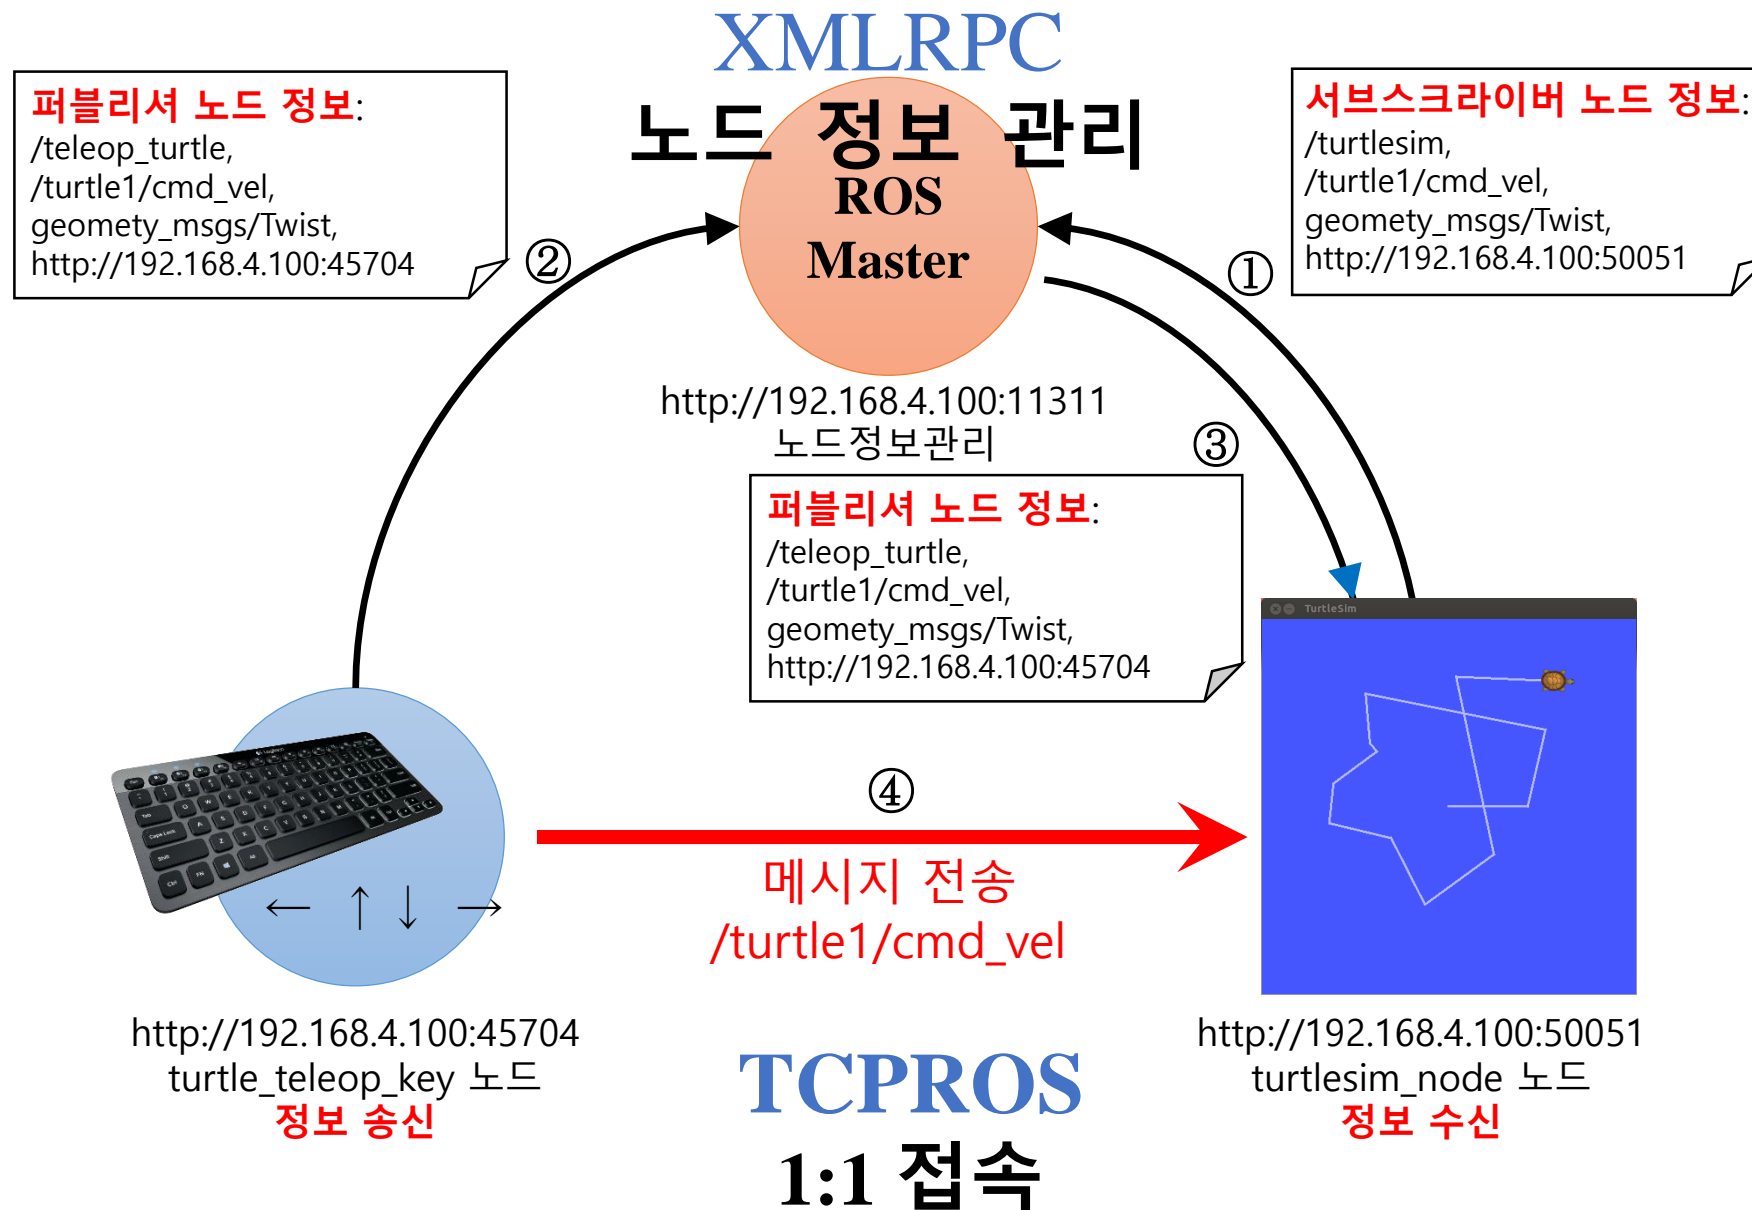 XMLRPC
노드 정보 관리
ROS
Master
퍼블리셔 노드 정보:
/teleop_turtle,
/turtle1/cmd_vel,
geomety_msgs/Twist,
http://192.168.4.100:45704
서브스크라이버 노드 정보:
/turtlesim,
/turtle1/cmd_vel,
geomety_msgs/Twist,
http://192.168.4.100:50051
②
①
http://192.168.4.100:11311
노드정보관리
③
퍼블리셔 노드 정보:
/teleop_turtle,
/turtle1/cmd_vel,
geomety_msgs/Twist,
http://192.168.4.100:45704
TurtleSim
④
메시지 전송
/turtle1/cmd_vel
← ↑ ↓ →
http://192.168.4.100:45704
turtle_teleop_key 노드
정보 송신
http://192.168.4.100:50051
turtlesim_node 노드
정보 수신
TCPROS
1:1 접속